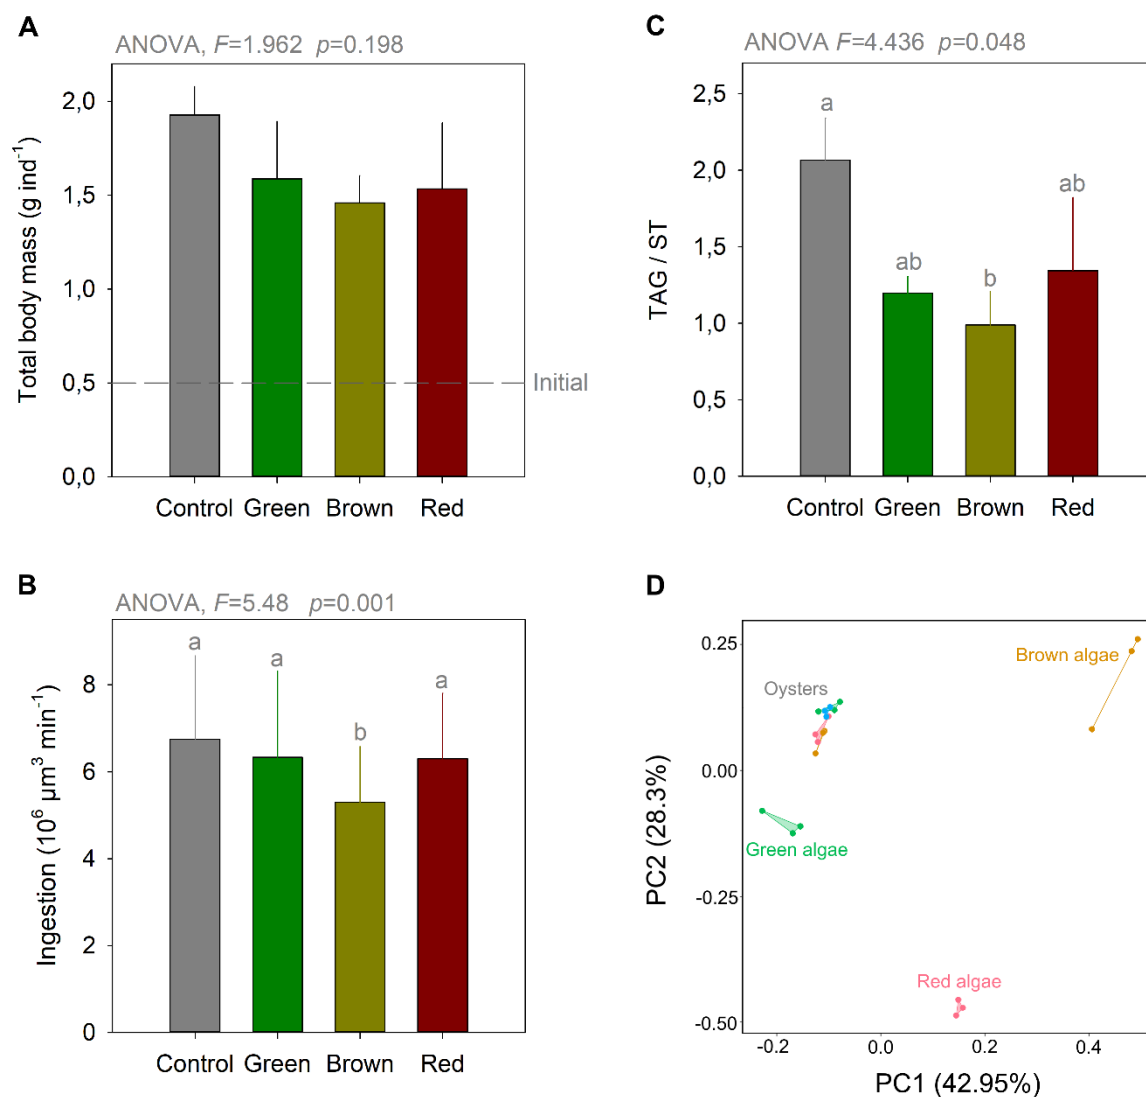 A
ANOVA, F=1.962 p=0.198
Total body mass (g ind⁻¹)
2,0
1,5
1,0
0,5
0,0
Initial
Control Green Brown Red
C
ANOVA F=4.436 p=0.048
TAG / ST
2,5
2,0
1,5
1,0
0,5
0,0
a
ab
b
ab
Control Green Brown Red
B
ANOVA, F=5.48 p=0.001
Ingestion (10⁶ µm³ min⁻¹)
8
6
4
2
0
a
a
b
a
Control Green Brown Red
D
PC2 (28.3%)
0.25
0.00
-0.25
-0.50
Brown algae
Oysters
Green algae
Red algae
-0.2 0.0 0.2 0.4
PC1 (42.95%)